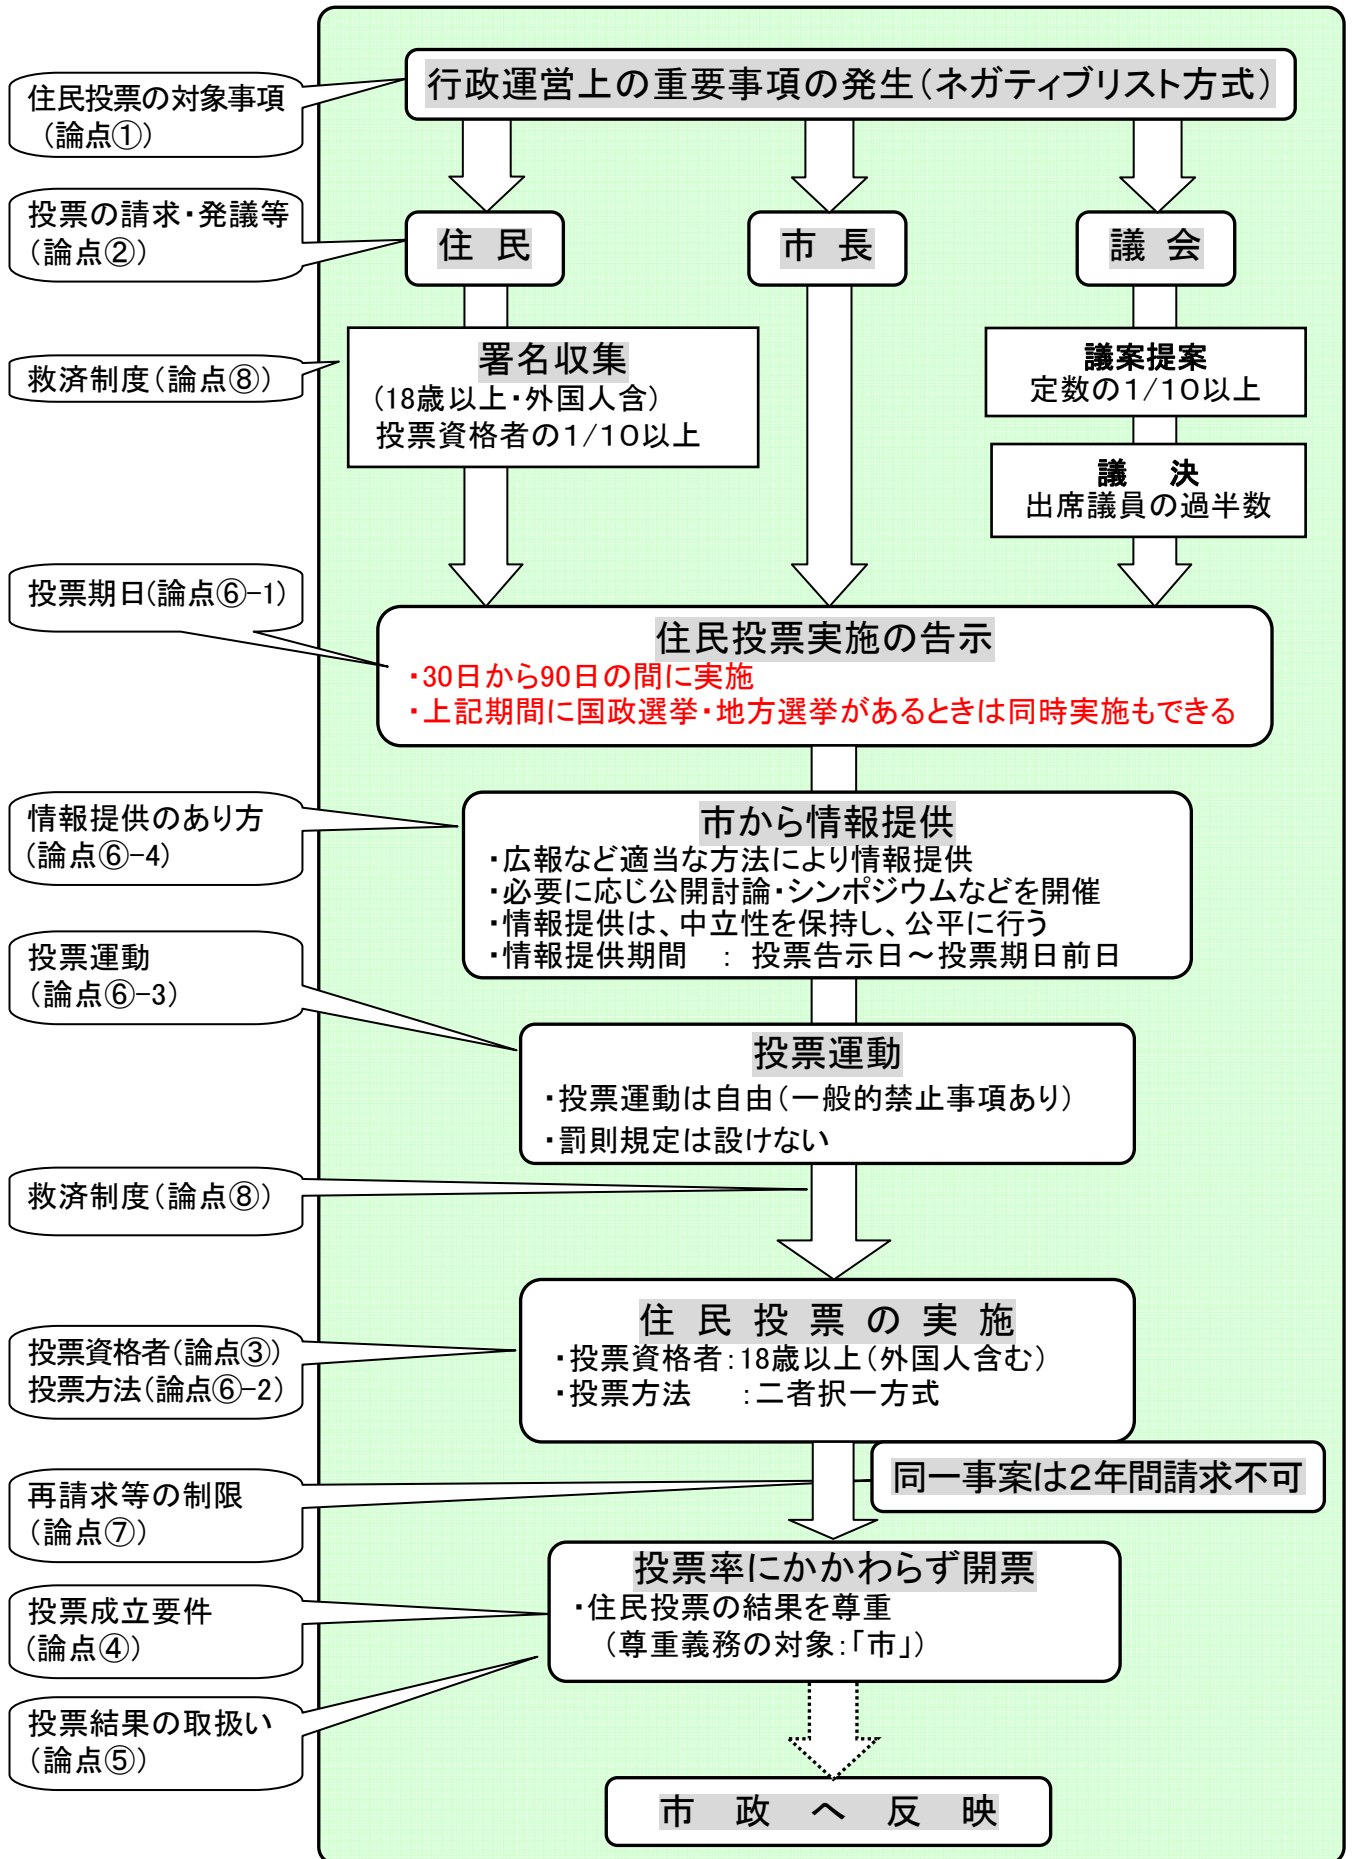 行政運営上の重要事項の発生(ネガティブリスト方式)
住民投票の対象事項
(論点①)
投票の請求・発議等
(論点②)
住 民
市 長
議 会
救済制度(論点⑧)
署名収集
(18歳以上・外国人含)
投票資格者の1/10以上
議案提案
定数の1/10以上
議 決
出席議員の過半数
投票期日(論点⑥-1)
住民投票実施の告示
・30日から90日の間に実施
・上記期間に国政選挙・地方選挙があるときは同時実施もできる
情報提供のあり方
(論点⑥-4)
市から情報提供
・広報など適当な方法により情報提供
・必要に応じ公開討論・シンポジウムなどを開催
・情報提供は、中立性を保持し、公平に行う
・情報提供期間 : 投票告示日～投票期日前日
投票運動
(論点⑥-3)
投票運動
・投票運動は自由(一般的禁止事項あり)
・罰則規定は設けない
救済制度(論点⑧)
住 民 投 票 の 実 施
・投票資格者:18歳以上(外国人含む)
・投票方法 :二者択一方式
投票資格者(論点③)
投票方法(論点⑥-2)
同一事案は2年間請求不可
再請求等の制限
(論点⑦)
投票率にかかわらず開票
・住民投票の結果を尊重
(尊重義務の対象:「市」)
投票成立要件
(論点④)
投票結果の取扱い
(論点⑤)
市 政 へ 反 映